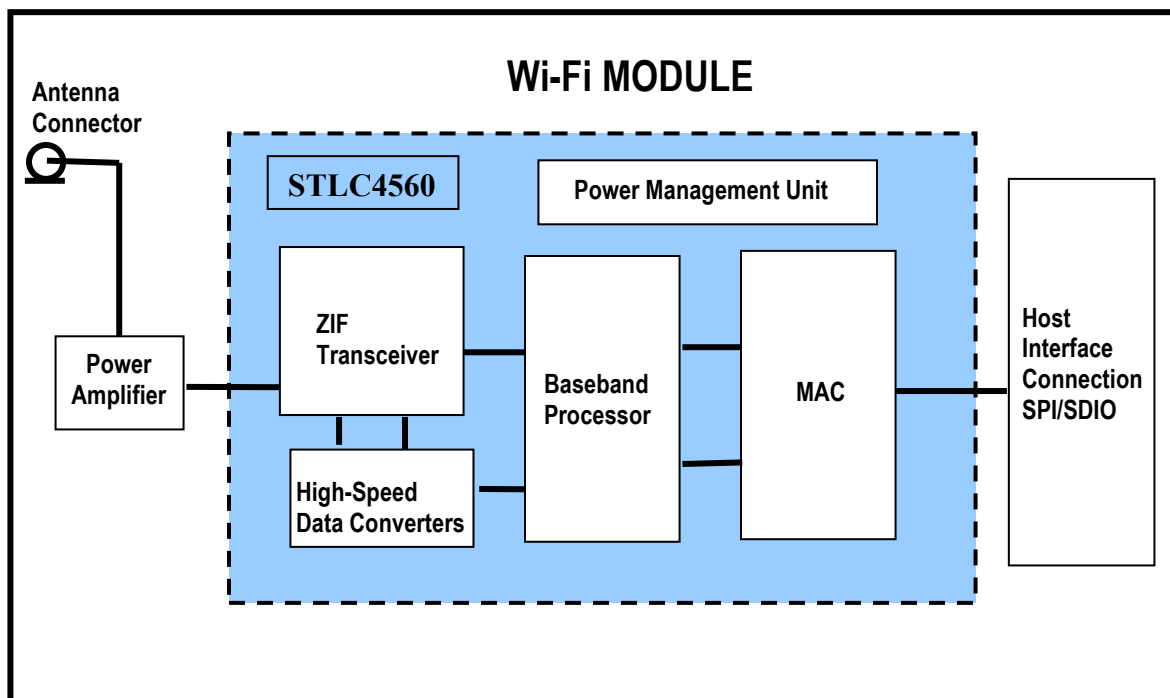 Wi-Fi MODULE
Antenna
Connector
STLC4560
Power Management Unit
ZIF
Transceiver
Power
Amplifier
Baseband
Processor
MAC
Host
Interface
Connection
SPI/SDIO
High-Speed
Data Converters